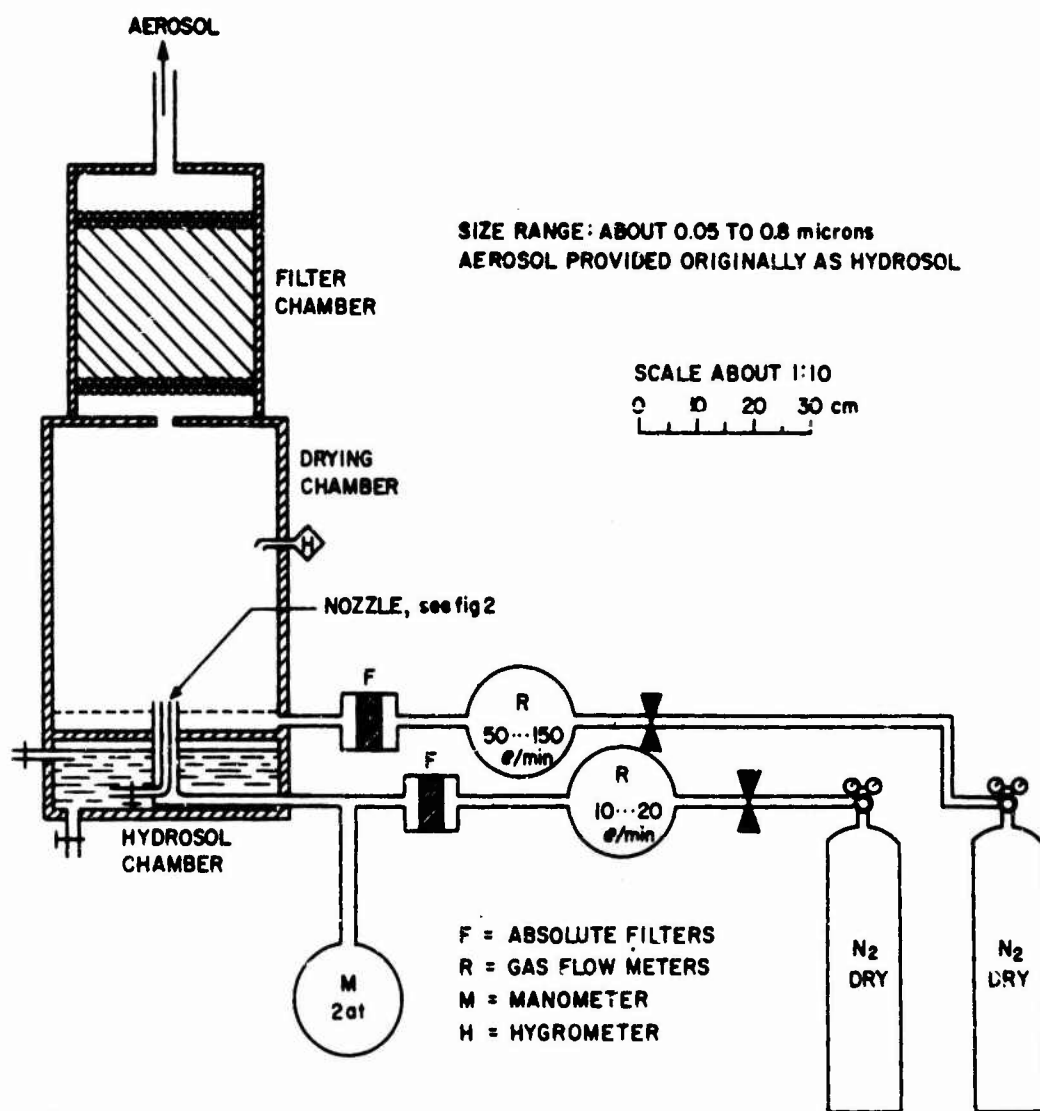 AEROSOL
SIZE RANGE: ABOUT 0.05 TO 0.8 microns
AEROSOL PROVIDED ORIGINALLY AS HYDROSOL
FILTER
CHAMBER
SCALE ABOUT 1:10
0 10 20 30 cm
DRYING
CHAMBER
H
NOZZLE, see fig 2
F
R
50···150
ℓ/min
F
R
10···20
ℓ/min
HYDROSOL
CHAMBER
M
2at
F = ABSOLUTE FILTERS
R = GAS FLOW METERS
M = MANOMETER
H = HYGROMETER
N2
DRY
N2
DRY